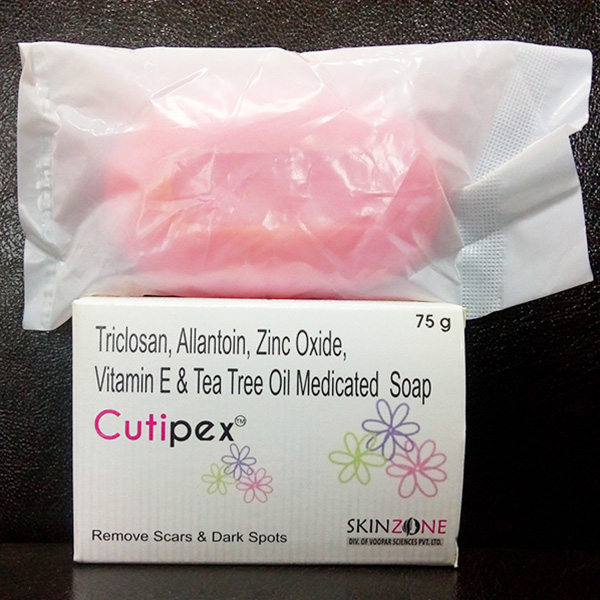 75 g
Triclosan, Allantoin, Zinc Oxide,
Vitamin E & Tea Tree Oil Medicated Soap
Cutipex™
Remove Scars & Dark Spots
SKINZONE
DIV. OF VOOPAR SCIENCES PVT. LTD.